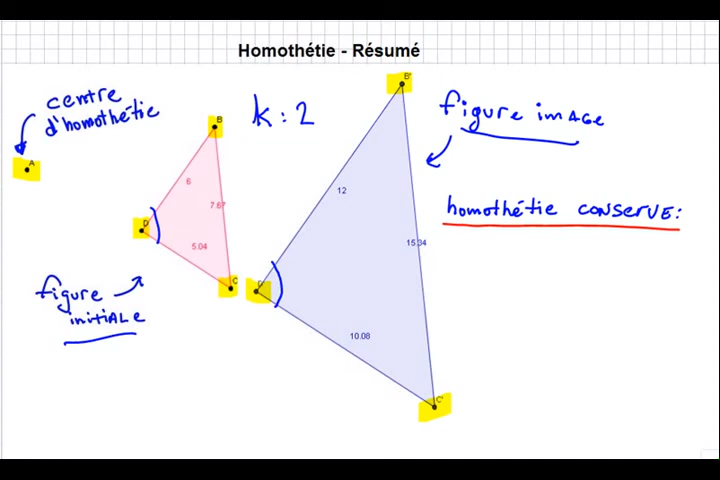 Homothétie - Résumé
centre
d'homothétie
A
B
k : 2
B'
figure image
6
7.67
12
homothétie conserve:
D
5.04
15.34
C
figure
initiale
10.08
C'